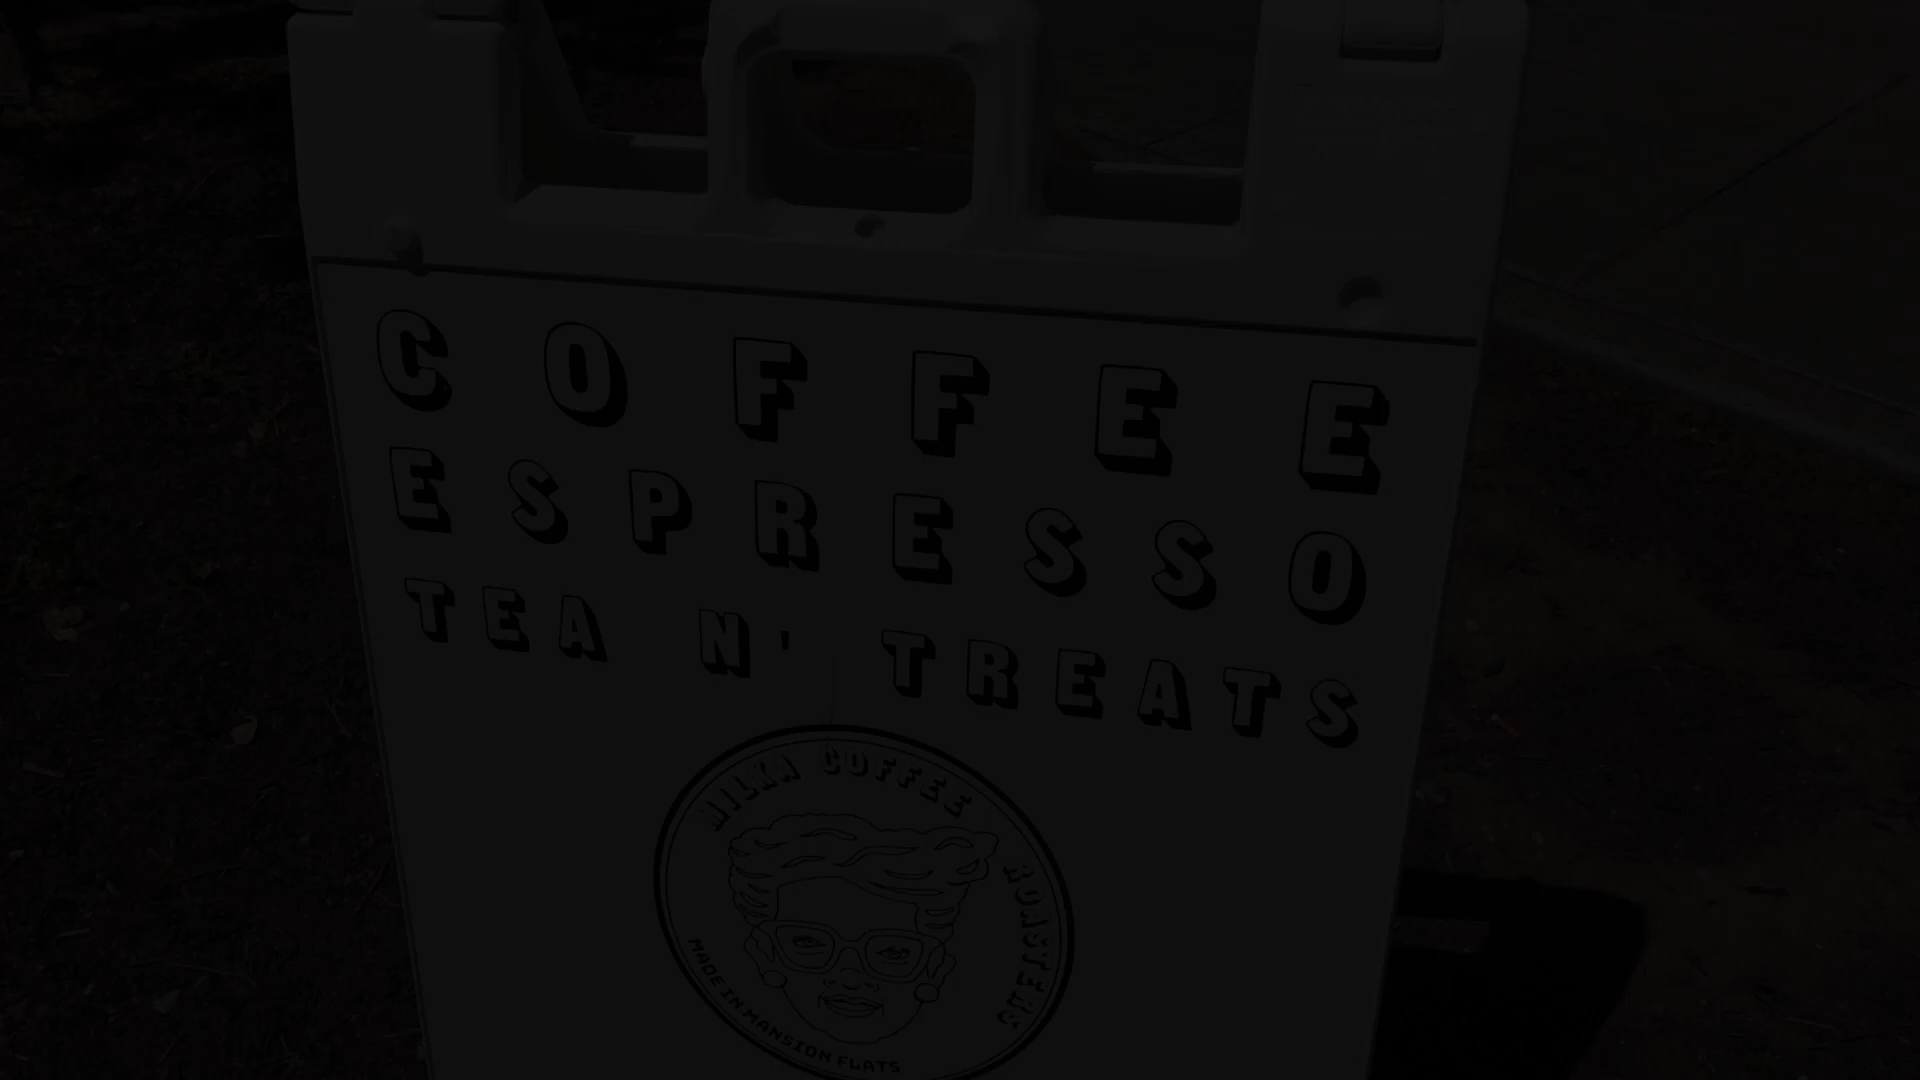 COFFEE
ESPRESSO
TEA N' TREATS
MILKA COFFEE ROASTERS
MADE IN MANSION FLATS